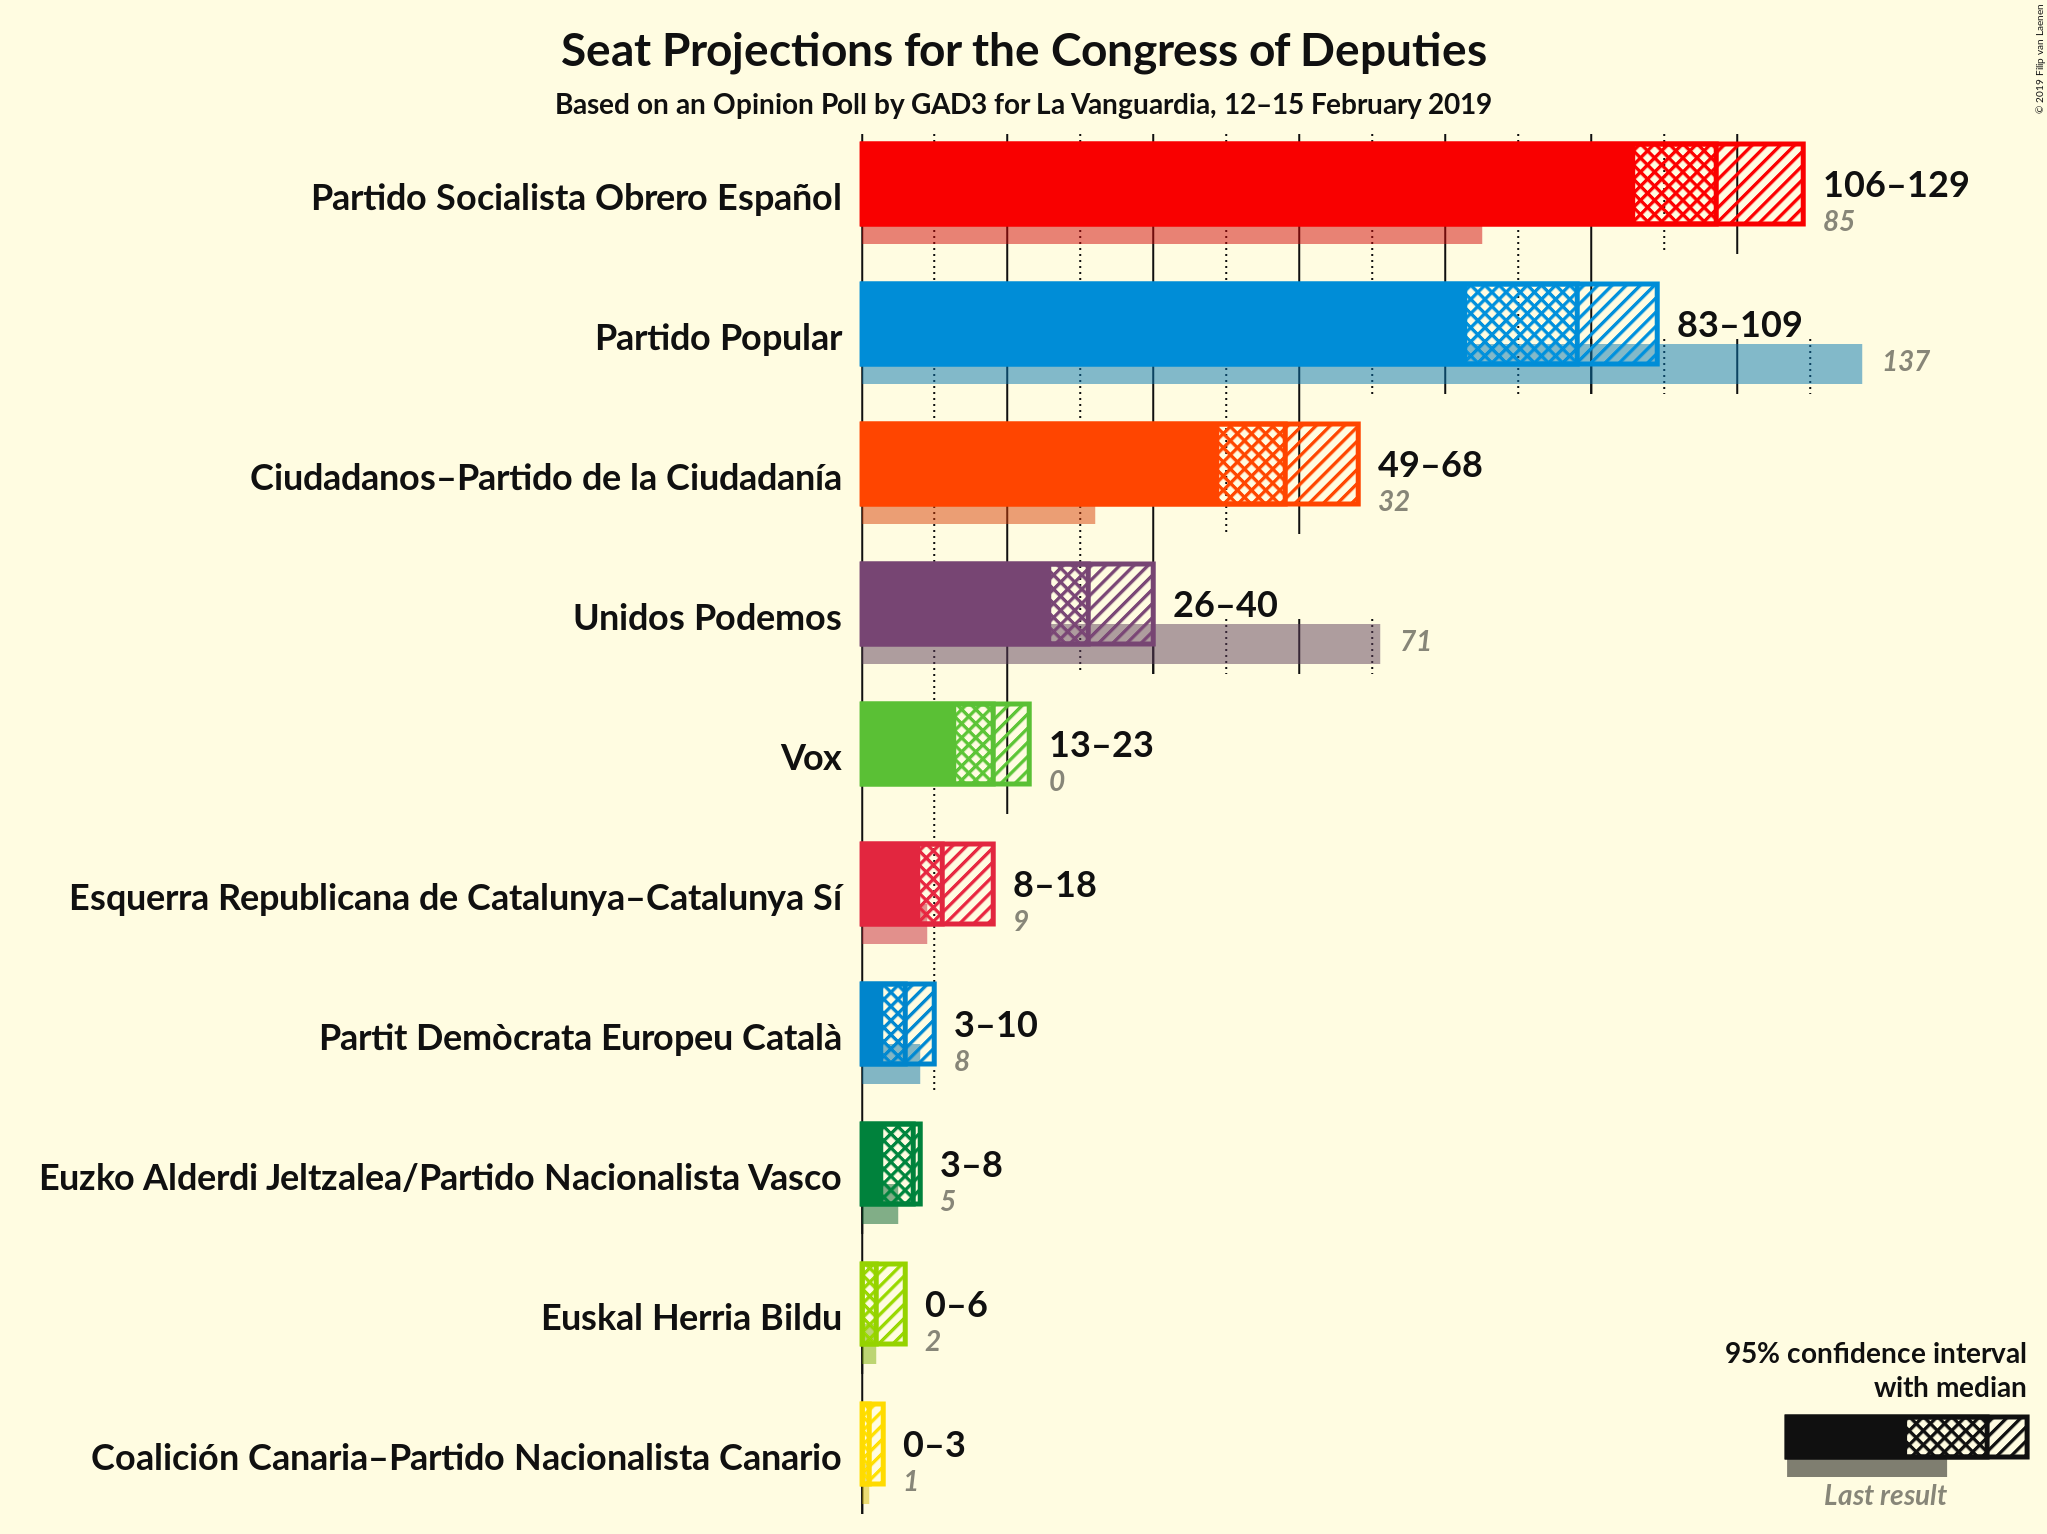 Seat Projections for the Congress of Deputies
Based on an Opinion Poll by GAD3 for La Vanguardia, 12–15 February 2019
© 2019 Filip van Laenen
Partido Socialista Obrero Español
106–129
85
Partido Popular
83–109
137
Ciudadanos–Partido de la Ciudadanía
49–68
32
Unidos Podemos
26–40
71
Vox
13–23
0
Esquerra Republicana de Catalunya–Catalunya Sí
8–18
9
Partit Demòcrata Europeu Català
3–10
8
Euzko Alderdi Jeltzalea/Partido Nacionalista Vasco
3–8
5
Euskal Herria Bildu
0–6
2
Coalición Canaria–Partido Nacionalista Canario
0–3
1
95% confidence interval
with median
Last result